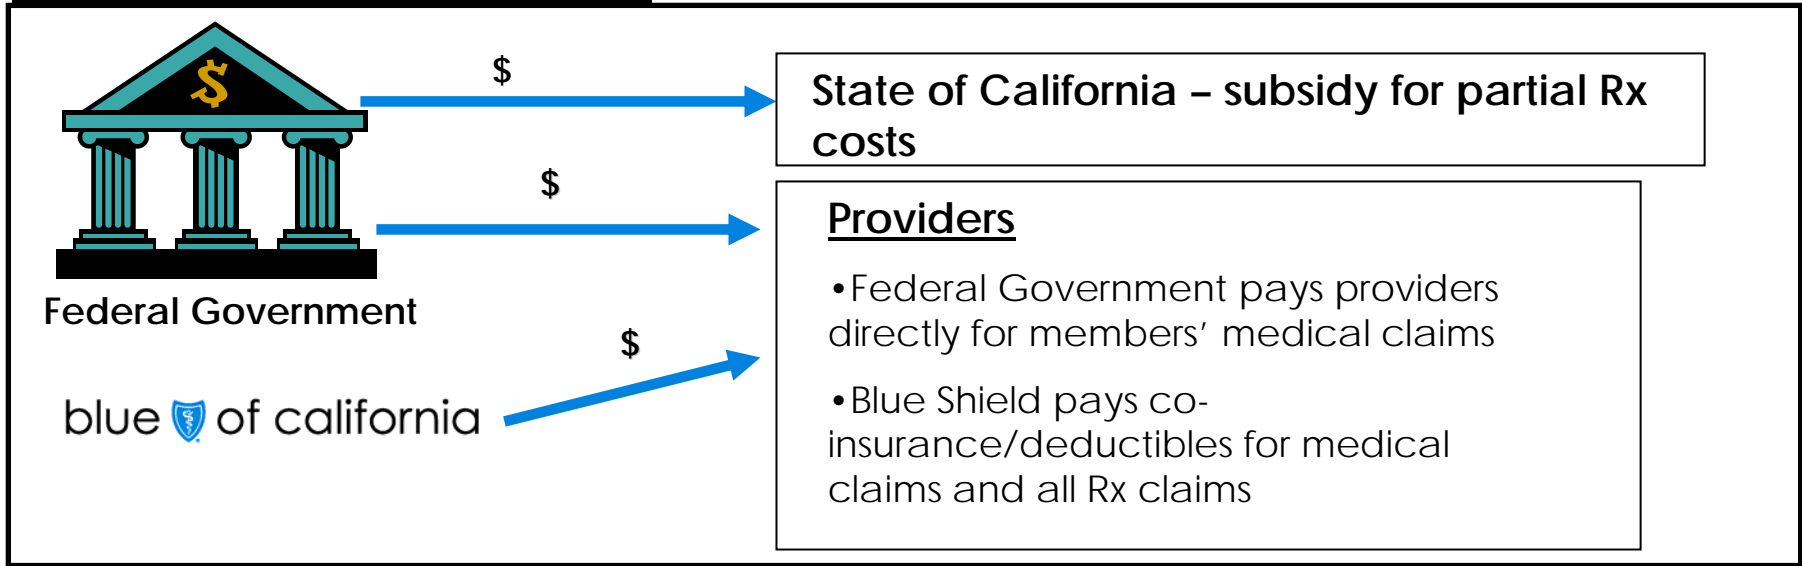 $
$
State of California – subsidy for partial Rx
costs
$
Providers
•Federal Government pays providers
directly for members’ medical claims
Federal Government
$
•Blue Shield pays co-
insurance/deductibles for medical
claims and all Rx claims
blue of california